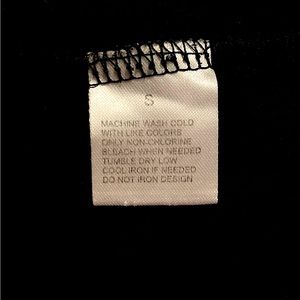 S
MACHINE WASH COLD
WITH LIKE COLORS
ONLY NON-CHLORINE
BLEACH WHEN NEEDED
TUMBLE DRY LOW
COOL IRON IF NEEDED
DO NOT IRON DESIGN